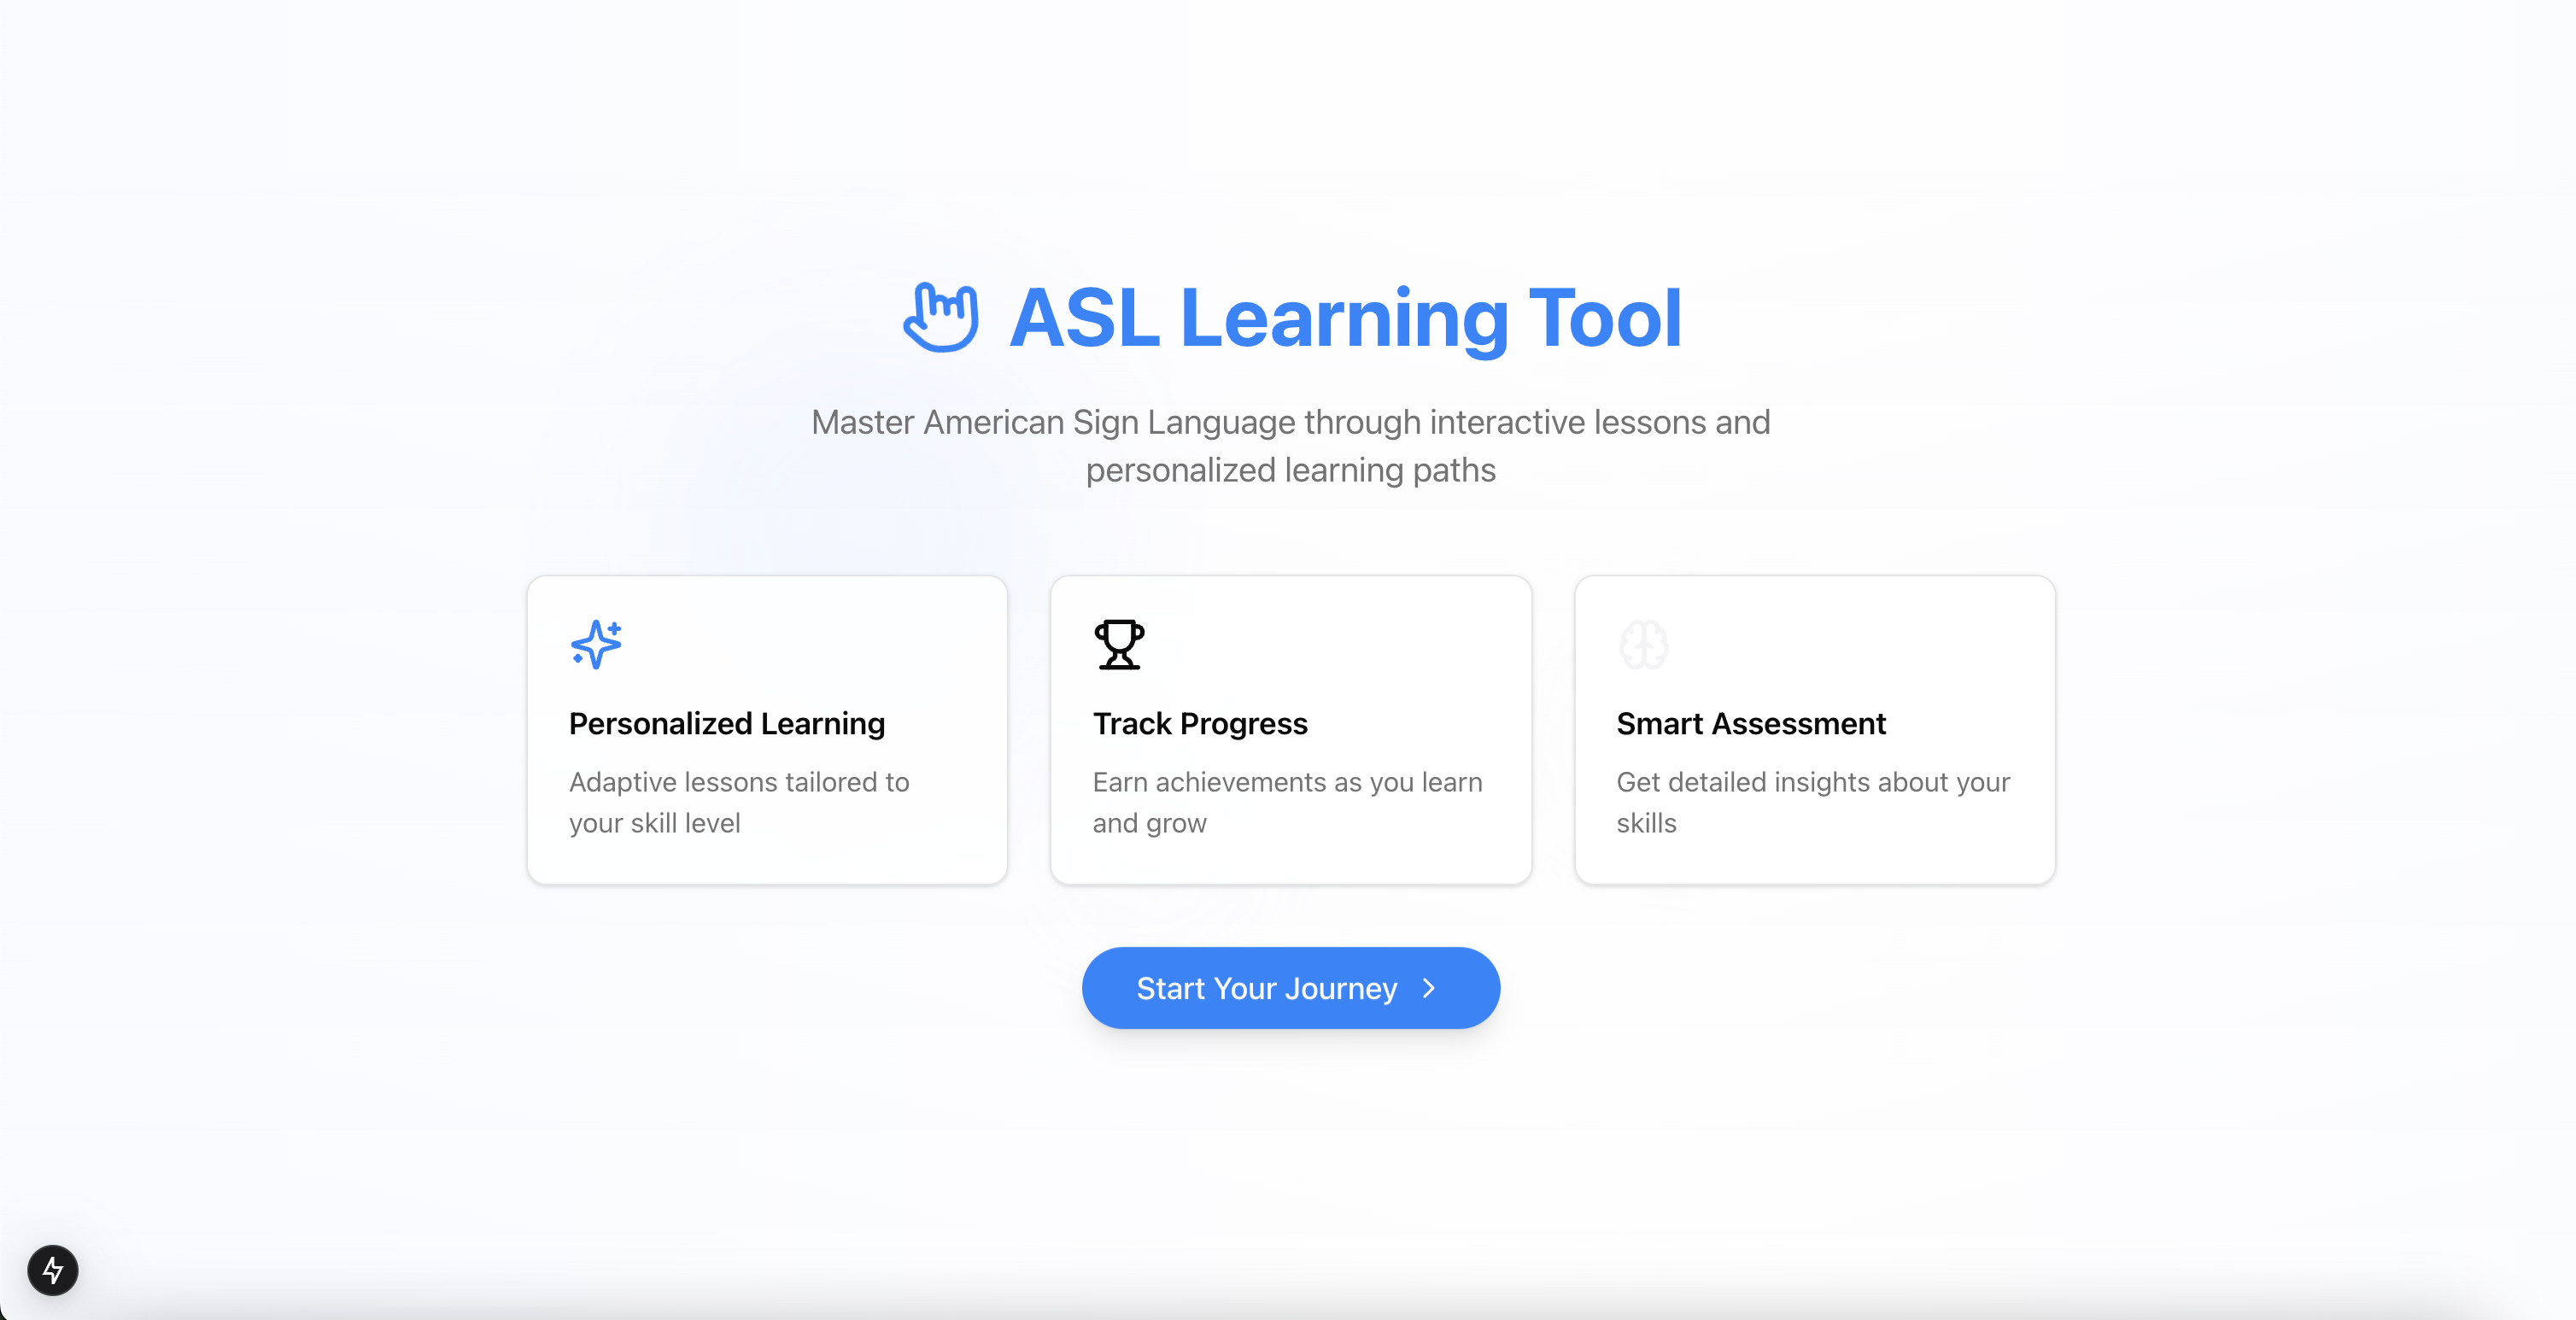 ASL Learning Tool
Master American Sign Language through interactive lessons and
personalized learning paths
Personalized Learning
Adaptive lessons tailored to
your skill level
Track Progress
Earn achievements as you learn
and grow
Smart Assessment
Get detailed insights about your
skills
Start Your Journey